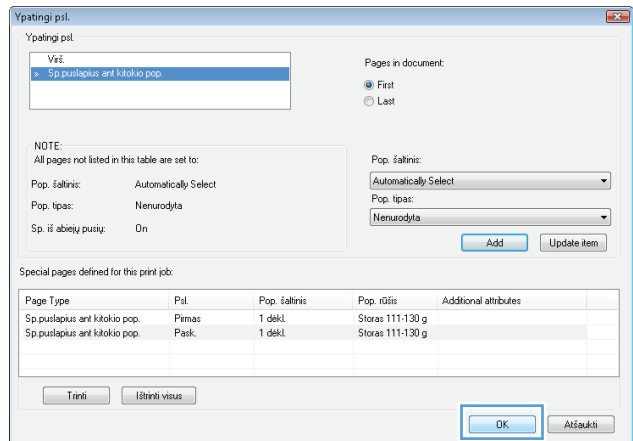 Ypatingi psl.
Ypatingi psl.
Virš.
» Sp.puslapius ant kitokio pop.
Pages in document:
First
Last
NOTE:
All pages not listed in this table are set to:
Pop. šaltinis: Automatically Select
Pop. tipas: Nenurodyta
Sp. iš abiejų pusių: On
Pop. šaltinis:
Automatically Select
Pop. tipas:
Nenurodyta
Add Update item
Special pages defined for this print job:
Page Type Psl. Pop. šaltinis Pop. rūšis Additional attributes
Sp.puslapius ant kitokio pop. Pirmas 1 dėkl. Storas 111-130 g
Sp.puslapius ant kitokio pop. Pask. 1 dėkl. Storas 111-130 g
Trinti Ištrinti visus
OK Atšaukti